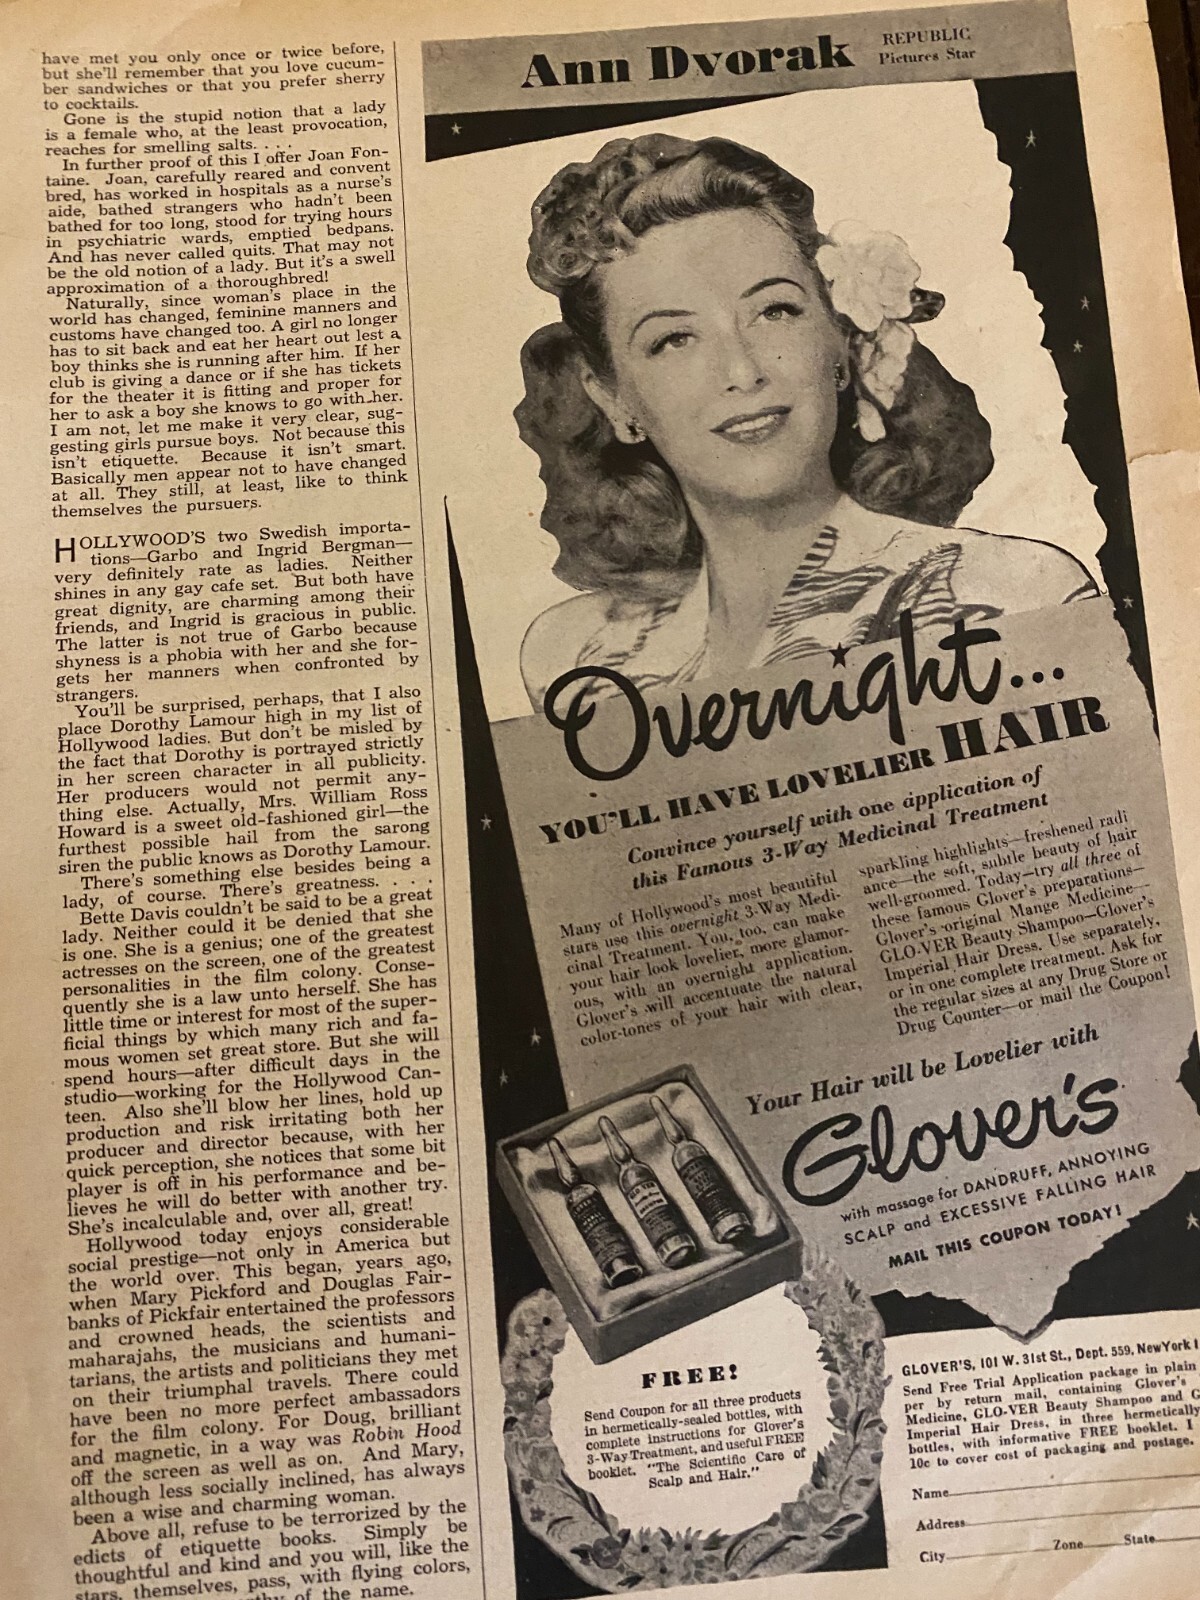 have met you only once or twice before,
but she'll remember that you love cucum-
ber sandwiches or that you prefer sherry
to cocktails.
Gone is the stupid notion that a lady
is a female who, at the least provocation,
reaches for smelling salts. . . .
In further proof of this I offer Joan Fon-
taine. Joan, carefully reared and convent
bred, has worked in hospitals as a nurse's
aide, bathed strangers who hadn't been
bathed for too long, stood for trying hours
in psychiatric wards, emptied bedpans.
And has never called quits. That may not
be the old notion of a lady. But it's a swell
approximation of a thoroughbred!
Naturally, since woman's place in the
world has changed, feminine manners and
customs have changed too. A girl no longer
has to sit back and eat her heart out lest a
boy thinks she is running after him. If her
club is giving a dance or if she has tickets
for the theater it is fitting and proper for
her to ask a boy she knows to go with her.
I am not, let me make it very clear, sug-
gesting girls pursue boys. Not because this
isn't etiquette. Because it isn't smart.
Basically men appear not to have changed
at all. They still, at least, like to think
themselves the pursuers.
HOLLYWOOD'S two Swedish importa-
tions—Garbo and Ingrid Bergman—
very definitely rate as ladies. Neither
shines in any gay cafe set. But both have
great dignity, are charming among their
friends, and Ingrid is gracious in public.
The latter is not true of Garbo because
shyness is a phobia with her and she for-
gets her manners when confronted by
strangers.
You'll be surprised, perhaps, that I also
place Dorothy Lamour high in my list of
Hollywood ladies. But don't be misled by
the fact that Dorothy is portrayed strictly
in her screen character in all publicity.
Her producers would not permit any-
thing else. Actually, Mrs. William Ross
Howard is a sweet old-fashioned girl—the
furthest possible hail from the sarong
siren the public knows as Dorothy Lamour.
There's something else besides being a
lady, of course. There's greatness. . . .
Bette Davis couldn't be said to be a great
lady. Neither could it be denied that she
is one. She is a genius; one of the greatest
actresses on the screen, one of the greatest
personalities in the film colony. Conse-
quently she is a law unto herself. She has
little time or interest for most of the super-
ficial things by which many rich and fa-
mous women set great store. But she will
spend hours—after difficult days in the
studio—working for the Hollywood Can-
teen. Also she'll blow her lines, hold up
production and risk irritating both her
producer and director because, with her
quick perception, she notices that some bit
player is off in his performance and be-
lieves he will do better with another try.
She's incalculable and, over all, great!
Hollywood today enjoys considerable
social prestige—not only in America but
the world over. This began, years ago,
when Mary Pickford and Douglas Fair-
banks of Pickfair entertained the professors
and crowned heads, the scientists and
maharajahs, the musicians and humani-
tarians, the artists and politicians they met
on their triumphal travels. There could
have been no more perfect ambassadors
for the film colony. For Doug, brilliant
and magnetic, in a way was Robin Hood
off the screen as well as on. And Mary,
although less socially inclined, has always
been a wise and charming woman.
Above all, refuse to be terrorized by the
edicts of etiquette books. Simply be
thoughtful and kind and you will, like the
stars, themselves, pass, with flying colors,
of the name.
Ann Dvorak
REPUBLIC
Pictures Star
Overnight...
YOU'LL HAVE LOVELIER HAIR
Convince yourself with one application of
this Famous 3-Way Medicinal Treatment
Many of Hollywood's most beautiful
stars use this overnight 3-Way Medi-
cinal Treatment. You, too, can make
your hair look lovelier, more glamor-
ous, with an overnight application.
Glover's will accentuate the natural
color-tones of your hair with clear,
sparkling highlights—freshened radi
ance—the soft, subtle beauty of hair
well-groomed. Today—try all three of
these famous Glover's preparations—
Glover's original Mange Medicine—
GLO-VER Beauty Shampoo—Glover's
Imperial Hair Dress. Use separately,
or in one complete treatment. Ask for
the regular sizes at any Drug Store or
Drug Counter—or mail the Coupon!
Your Hair will be Lovelier with
Glover's
with massage for DANDRUFF, ANNOYING
SCALP and EXCESSIVE FALLING HAIR
MAIL THIS COUPON TODAY!
FREE!
Send Coupon for all three products
in hermetically-sealed bottles, with
complete instructions for Glover's
3-Way Treatment, and useful FREE
booklet. "The Scientific Care of
Scalp and Hair."
GLOVER'S, 101 W. 31st St., Dept. 559, New York 1
Send Free Trial Application package in plain
per by return mail, containing Glover's
Medicine, GLO-VER Beauty Shampoo and G
Imperial Hair Dress, in three hermetically
bottles, with informative FREE booklet. I
10c to cover cost of packaging and postage.
Name
Address
City Zone State